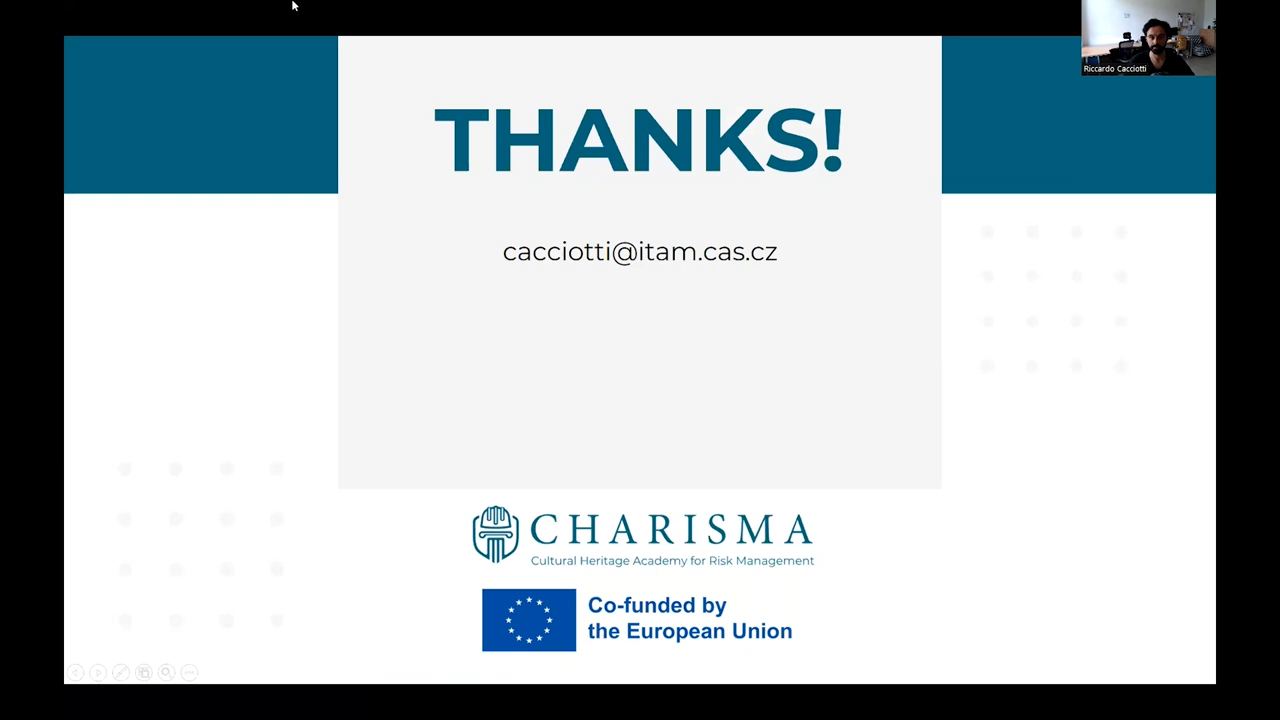 Riccardo Cacciotti
THANKS!
cacciotti@itam.cas.cz
CHARISMA
Cultural Heritage Academy for Risk Management
Co-funded by
the European Union